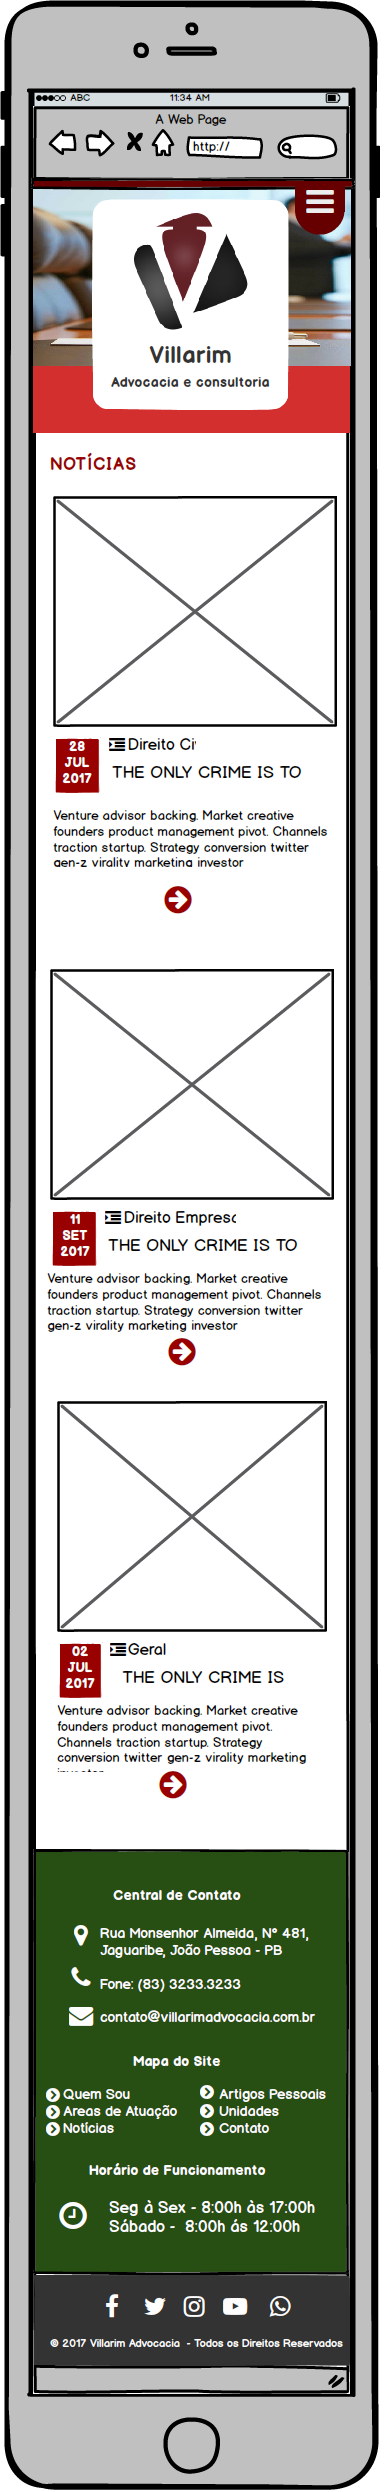 ABC 11:34 AM
A Web Page
http://
Villarim
Advocacia e consultoria
NOTÍCIAS
28
JUL
2017
Direito Ci
THE ONLY CRIME IS TO
Venture advisor backing. Market creative
founders product management pivot. Channels
traction startup. Strategy conversion twitter
gen-z virality marketing investor
11
SET
2017
Direito Empresa
THE ONLY CRIME IS TO
Venture advisor backing. Market creative
founders product management pivot. Channels
traction startup. Strategy conversion twitter
gen-z virality marketing investor
02
JUL
2017
Geral
THE ONLY CRIME IS
Venture advisor backing. Market creative
founders product management pivot.
Channels traction startup. Strategy
conversion twitter gen-z virality marketing
Central de Contato
Rua Monsenhor Almeida, Nº 481,
Jaguaribe, João Pessoa - PB
Fone: (83) 3233.3233
contato@villarimadvocacia.com.br
Mapa do Site
Quem Sou
Areas de Atuação
Notícias
Artigos Pessoais
Unidades
Contato
Horário de Funcionamento
Seg à Sex - 8:00h às 17:00h
Sábado - 8:00h ás 12:00h
© 2017 Villarim Advocacia - Todos os Direitos Reservados